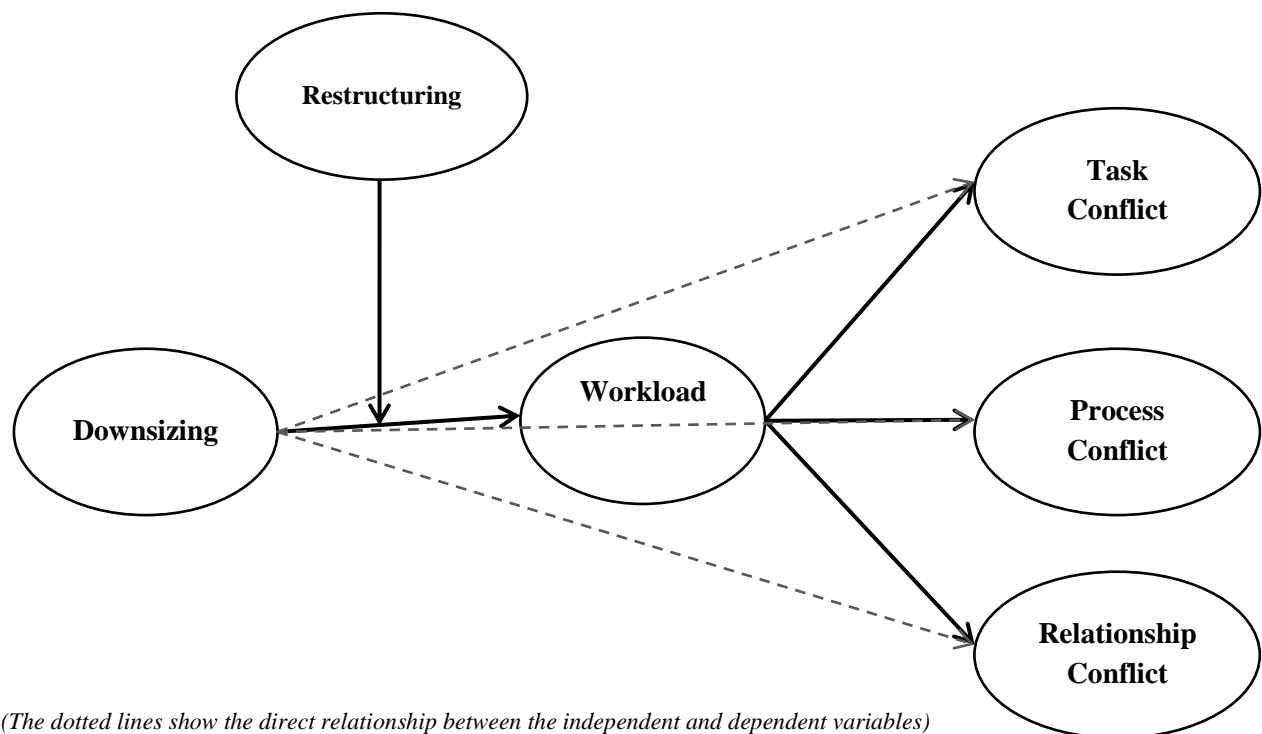 Restructuring
Task
Conflict
Workload
Downsizing
Process
Conflict
Relationship
Conflict
(The dotted lines show the direct relationship between the independent and dependent variables)